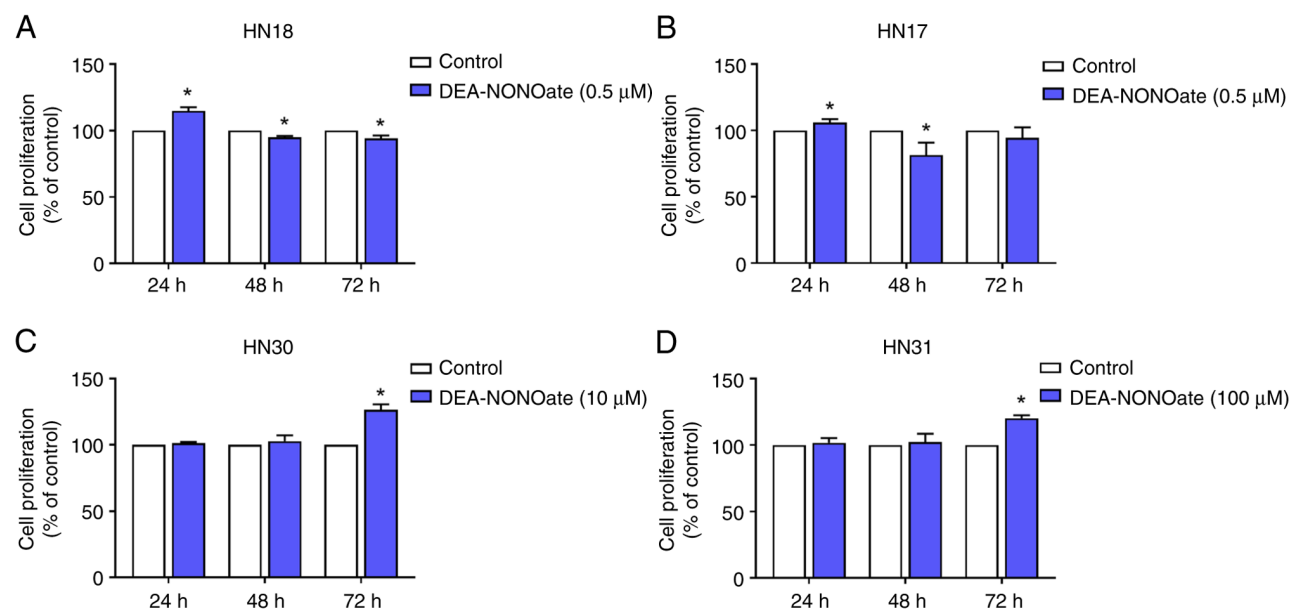 A
HN18
Cell proliferation
(% of control)
150
100
50
0
*
*
*
24 h
48 h
72 h
Control
DEA-NONOate (0.5 µM)
B
HN17
Cell proliferation
(% of control)
150
100
50
0
*
*
24 h
48 h
72 h
Control
DEA-NONOate (0.5 µM)
C
HN30
Cell proliferation
(% of control)
150
100
50
0
*
24 h
48 h
72 h
Control
DEA-NONOate (10 µM)
D
HN31
Cell proliferation
(% of control)
150
100
50
0
*
24 h
48 h
72 h
Control
DEA-NONOate (100 µM)